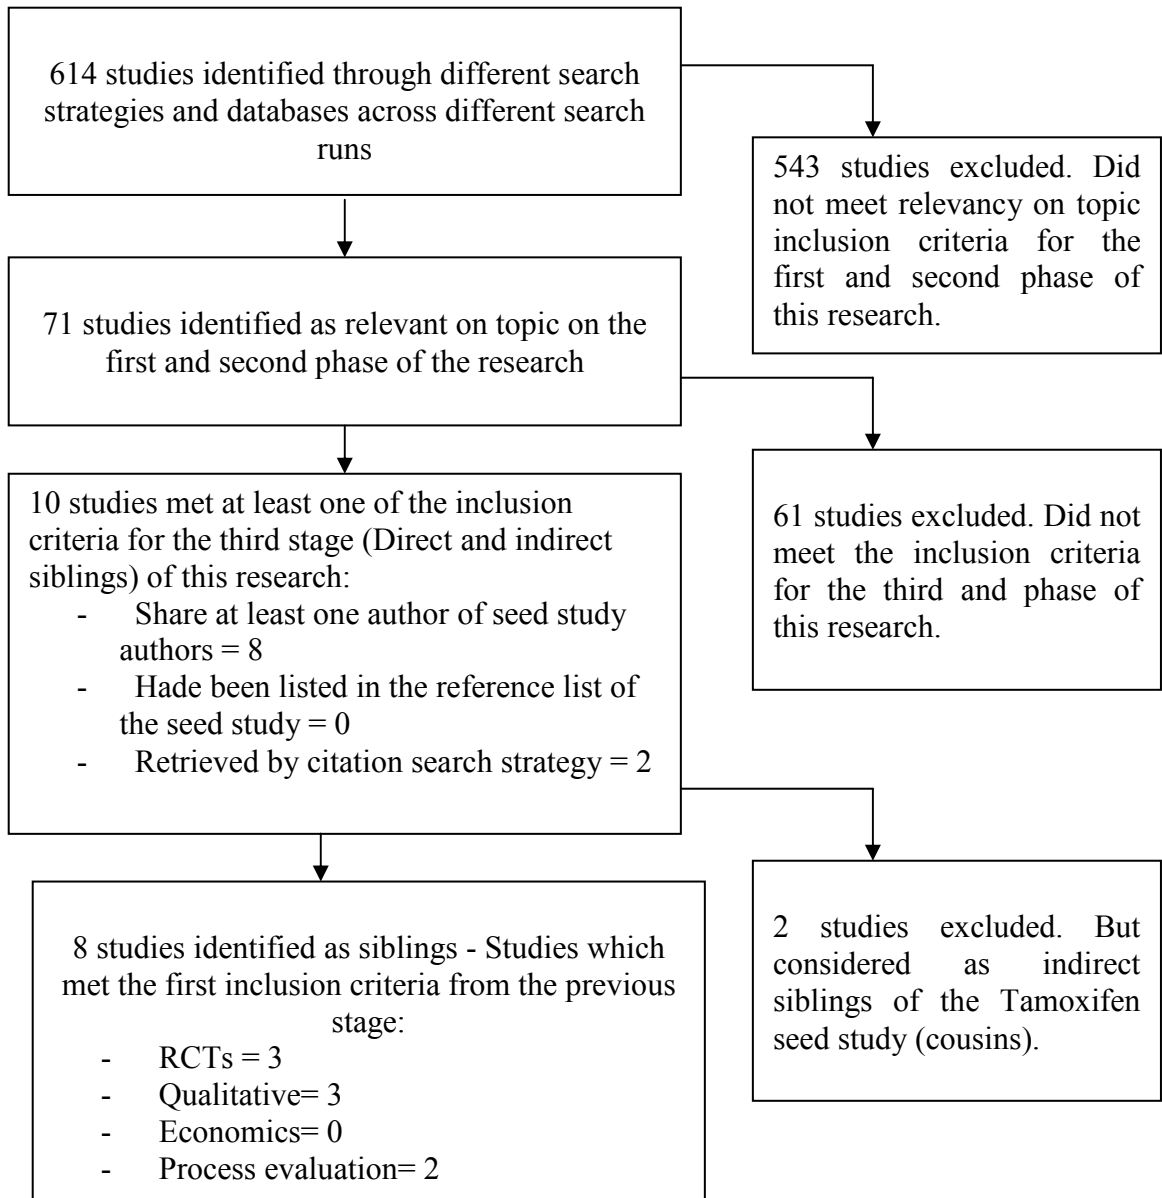 614 studies identified through different search
strategies and databases across different search
runs
543 studies excluded. Did
not meet relevancy on topic
inclusion criteria for the
first and second phase of
this research.
71 studies identified as relevant on topic on the
first and second phase of the research
61 studies excluded. Did not
meet the inclusion criteria
for the third and phase of
this research.
10 studies met at least one of the inclusion
criteria for the third stage (Direct and indirect
siblings) of this research:
- Share at least one author of seed study
authors = 8
- Hade been listed in the reference list of
the seed study = 0
- Retrieved by citation search strategy = 2
2 studies excluded. But
considered as indirect
siblings of the Tamoxifen
seed study (cousins).
8 studies identified as siblings - Studies which
met the first inclusion criteria from the previous
stage:
- RCTs = 3
- Qualitative= 3
- Economics= 0
- Process evaluation= 2